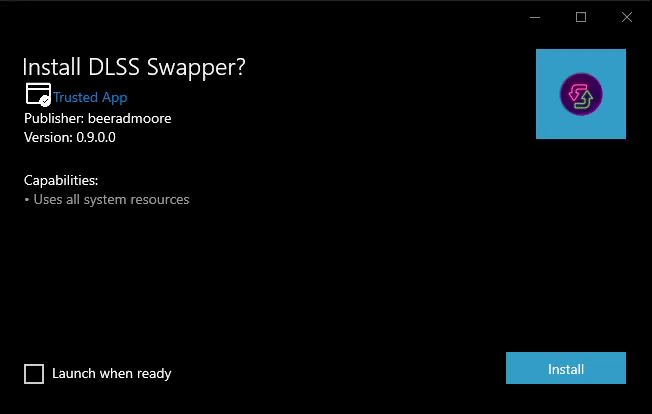 Install DLSS Swapper?
Trusted App
Publisher: beeradmoore
Version: 0.9.0.0
Capabilities:
• Uses all system resources
Launch when ready
Install